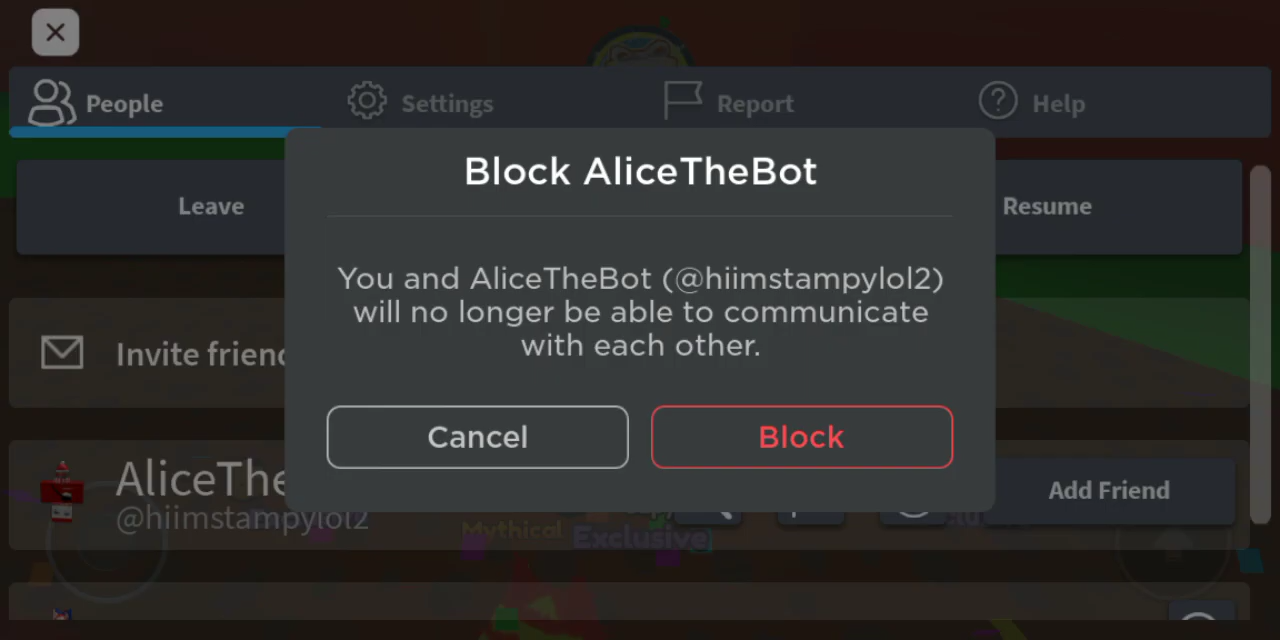 People
Settings
Report
Help
Block AliceTheBot
Leave
Resume
You and AliceTheBot (@hiimstampylol2)
will no longer be able to communicate
with each other.
Invite frien
Cancel
Block
AliceThe
@hiimstampylol2
Add Friend
Mythical
Exclusive